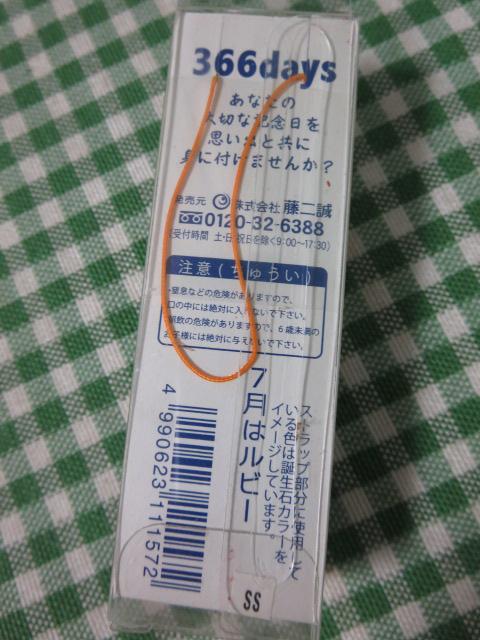 366days
あなたの
大切な記念日を
思い出と共に
身に付けませんか?
発売元 株式会社 藤二誠
0120-32-6388
(受付時間 土・日・祝日を除く9:00〜17:30)
注意(ちゅうい)
・窒息などの危険がありますので、
口の中には絶対に入れないで下さい。
・誤飲の危険がありますので、6歳未満の
お子様には絶対に与えないで下さい。
7月はルビー
ストラップ部分に使用して
いる色は誕生石カラーを
イメージしています。
4 990623 111572
SS